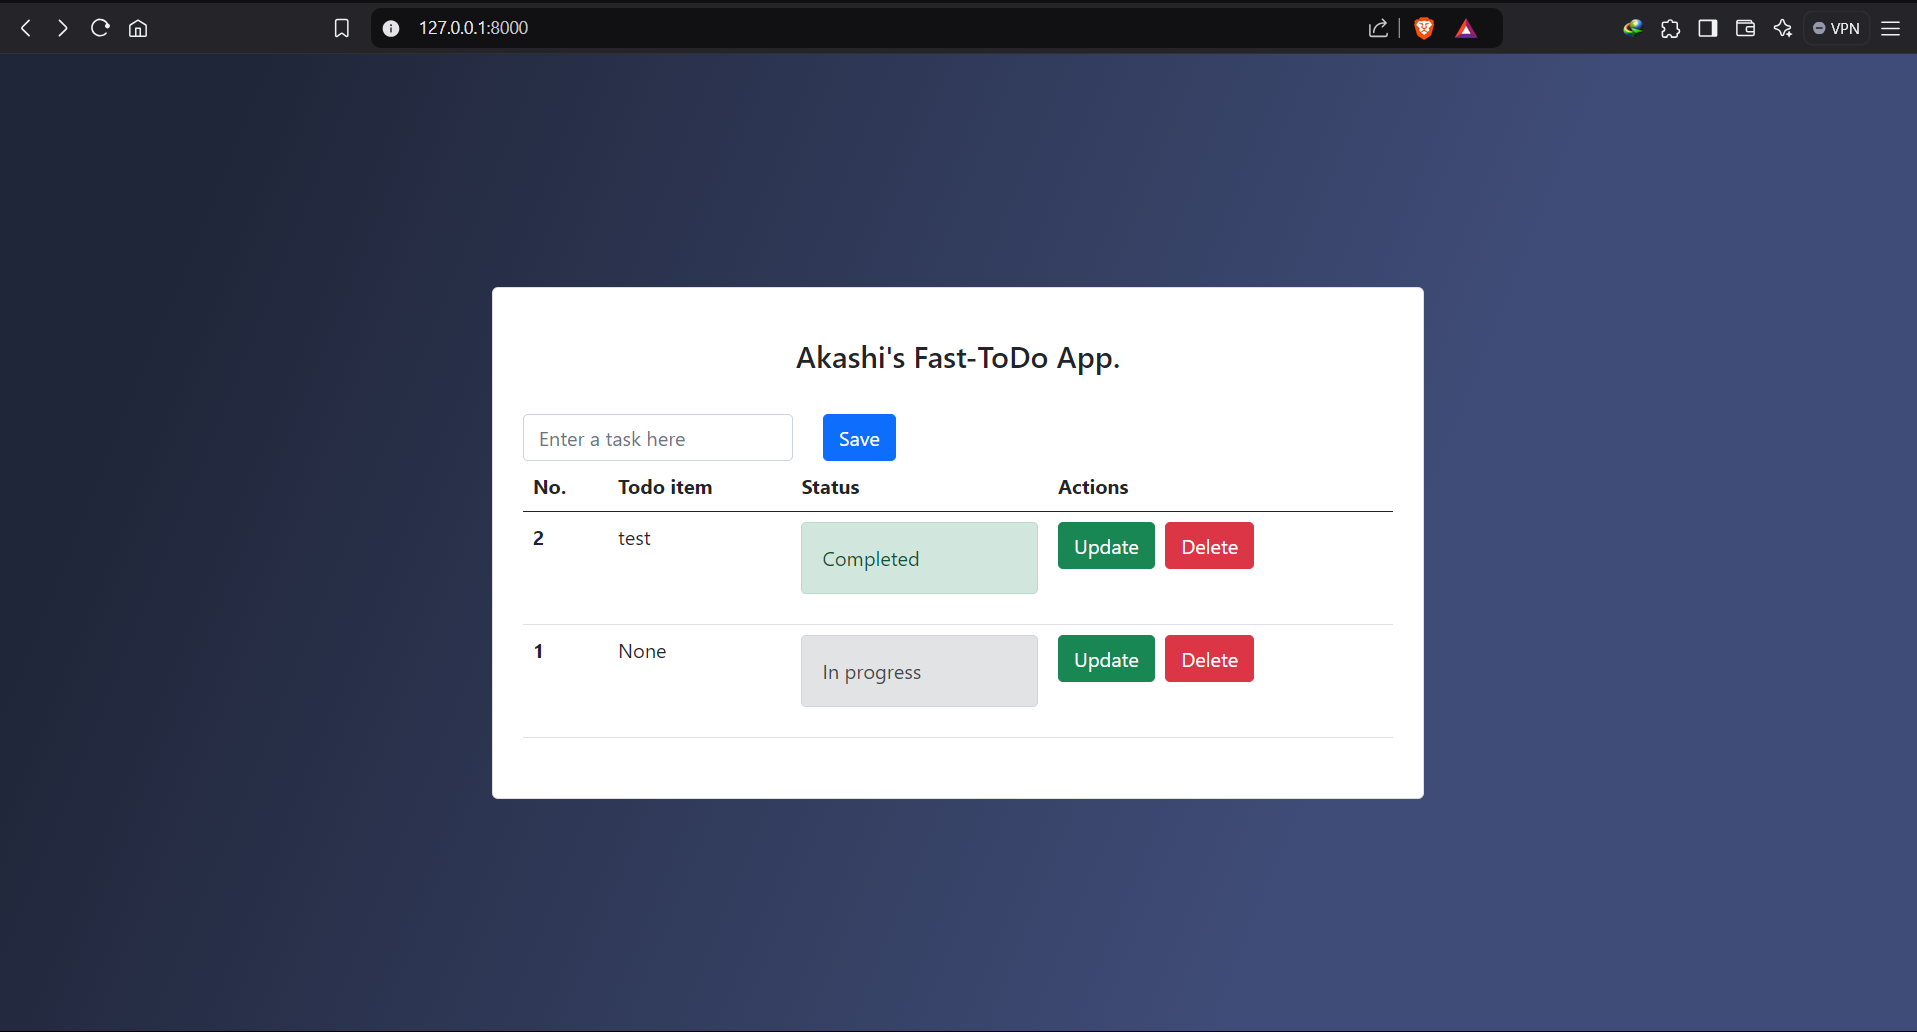 127.0.0.1:8000
VPN
Akashi's Fast-ToDo App.
Enter a task here Save
No. Todo item Status Actions
2 test Completed Update Delete
1 None In progress Update Delete